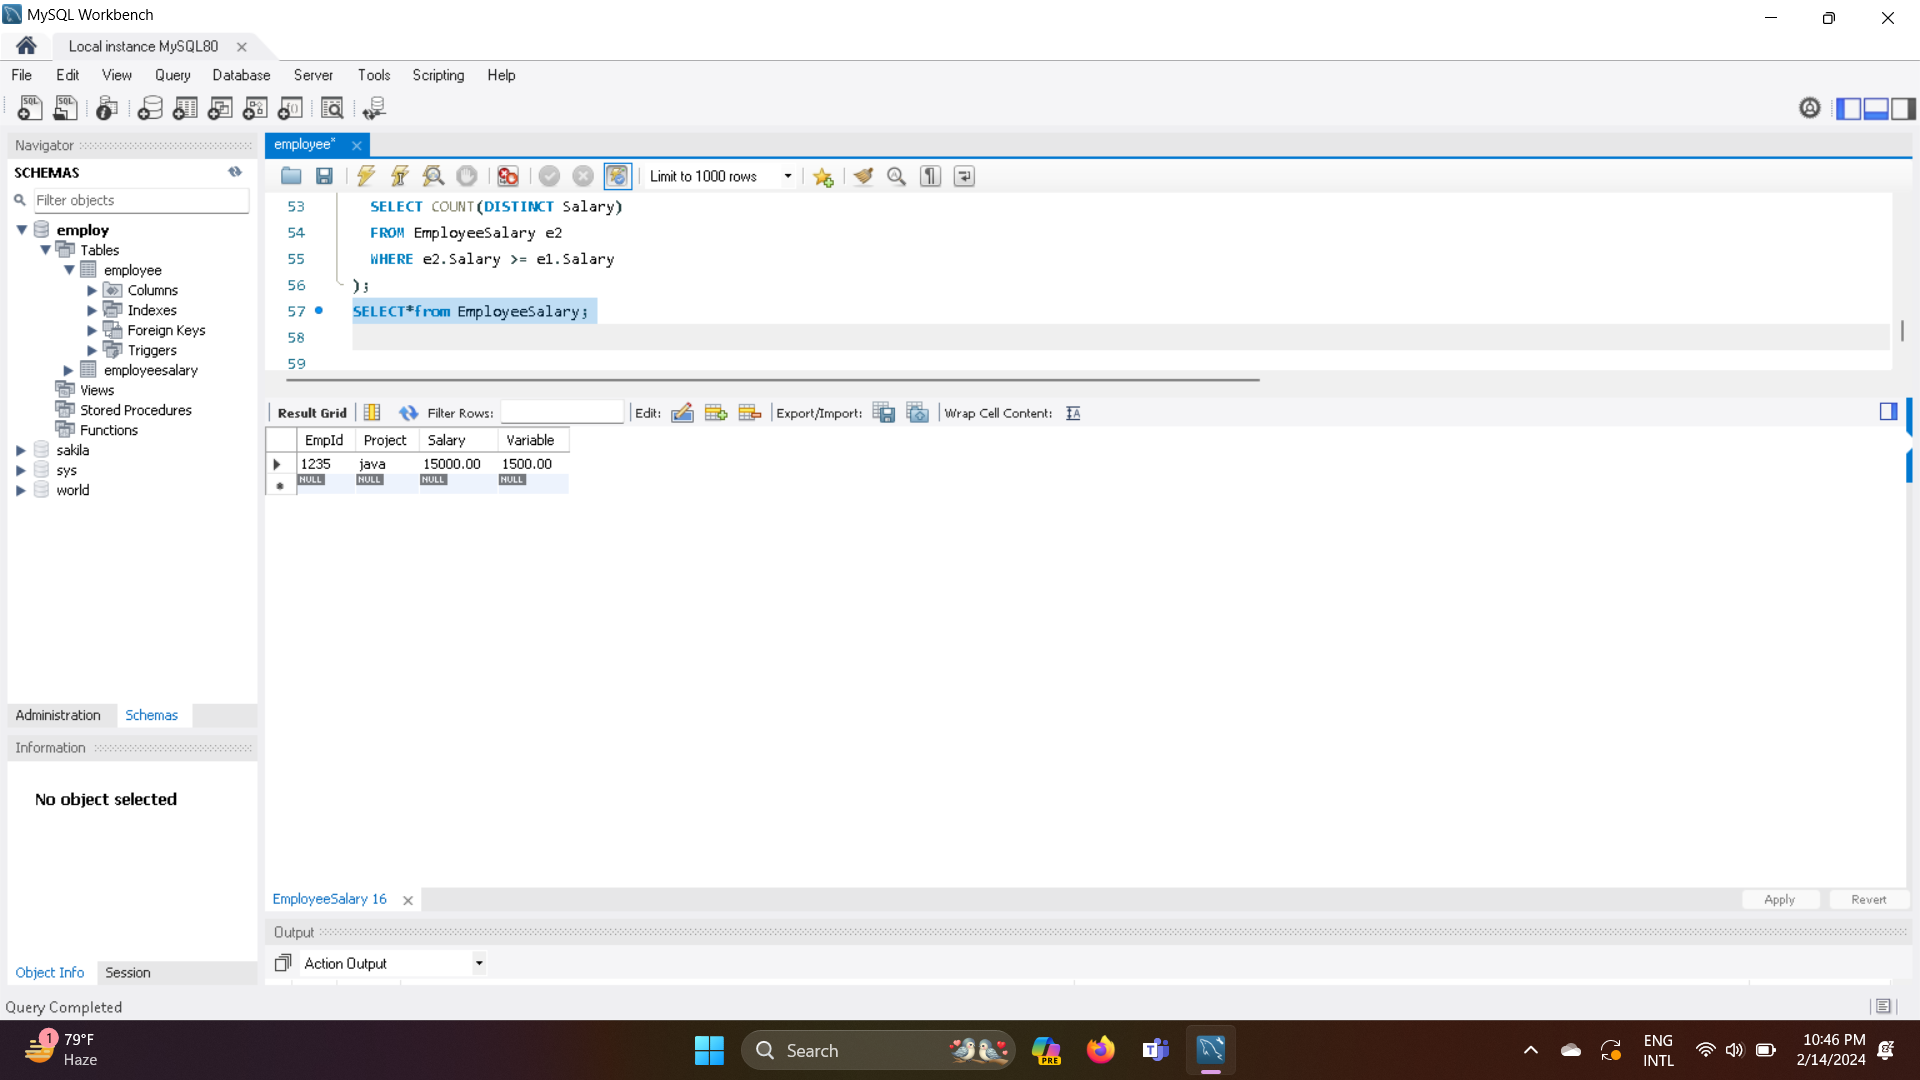 MySQL Workbench
Local instance MySQL80
File Edit View Query Database Server Tools Scripting Help
Navigator
SCHEMAS
Filter objects
employ
Tables
employee
Columns
Indexes
Foreign Keys
Triggers
employeesalary
Views
Stored Procedures
Functions
sakila
sys
world
Administration Schemas
Information
No object selected
Object Info Session
employee*
Limit to 1000 rows
53 SELECT COUNT(DISTINCT Salary)
54 FROM EmployeeSalary e2
55 WHERE e2.Salary >= e1.Salary
56 );
57 SELECT*from EmployeeSalary;
58
59
Result Grid Filter Rows: Edit: Export/Import: Wrap Cell Content:
EmpId Project Salary Variable
1235 java 15000.00 1500.00
NULL NULL NULL NULL
EmployeeSalary 16
Apply Revert
Output
Action Output
Query Completed
1
79°F
Haze
Search
PRE
ENG
INTL
10:46 PM
2/14/2024